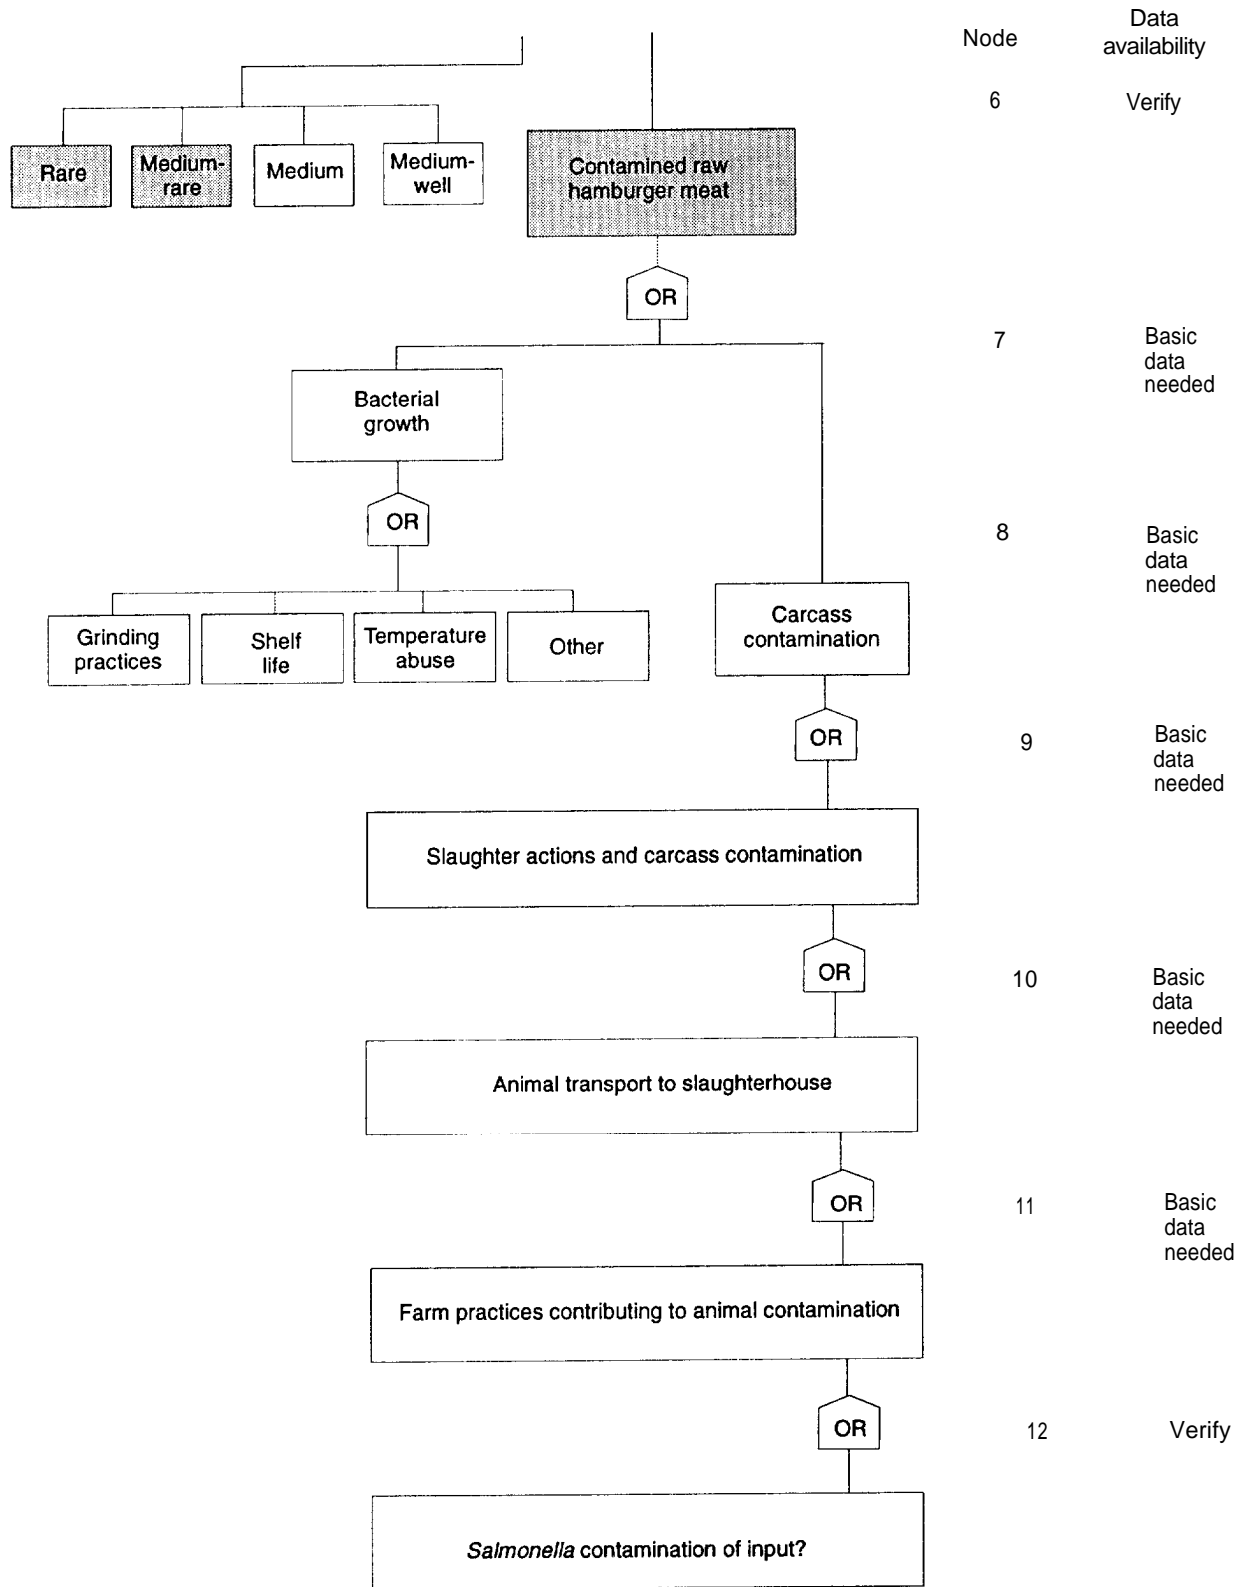 Node
Data
availability
6
Verify
Rare
Medium-
rare
Medium
Medium-
well
Contamined raw
hamburger meat
OR
7
Basic
data
needed
Bacterial
growth
OR
8
Basic
data
needed
Grinding
practices
Shelf
life
Temperature
abuse
Other
Carcass
contamination
OR
9
Basic
data
needed
Slaughter actions and carcass contamination
OR
10
Basic
data
needed
Animal transport to slaughterhouse
OR
11
Basic
data
needed
Farm practices contributing to animal contamination
OR
12
Verify
Salmonella contamination of input?